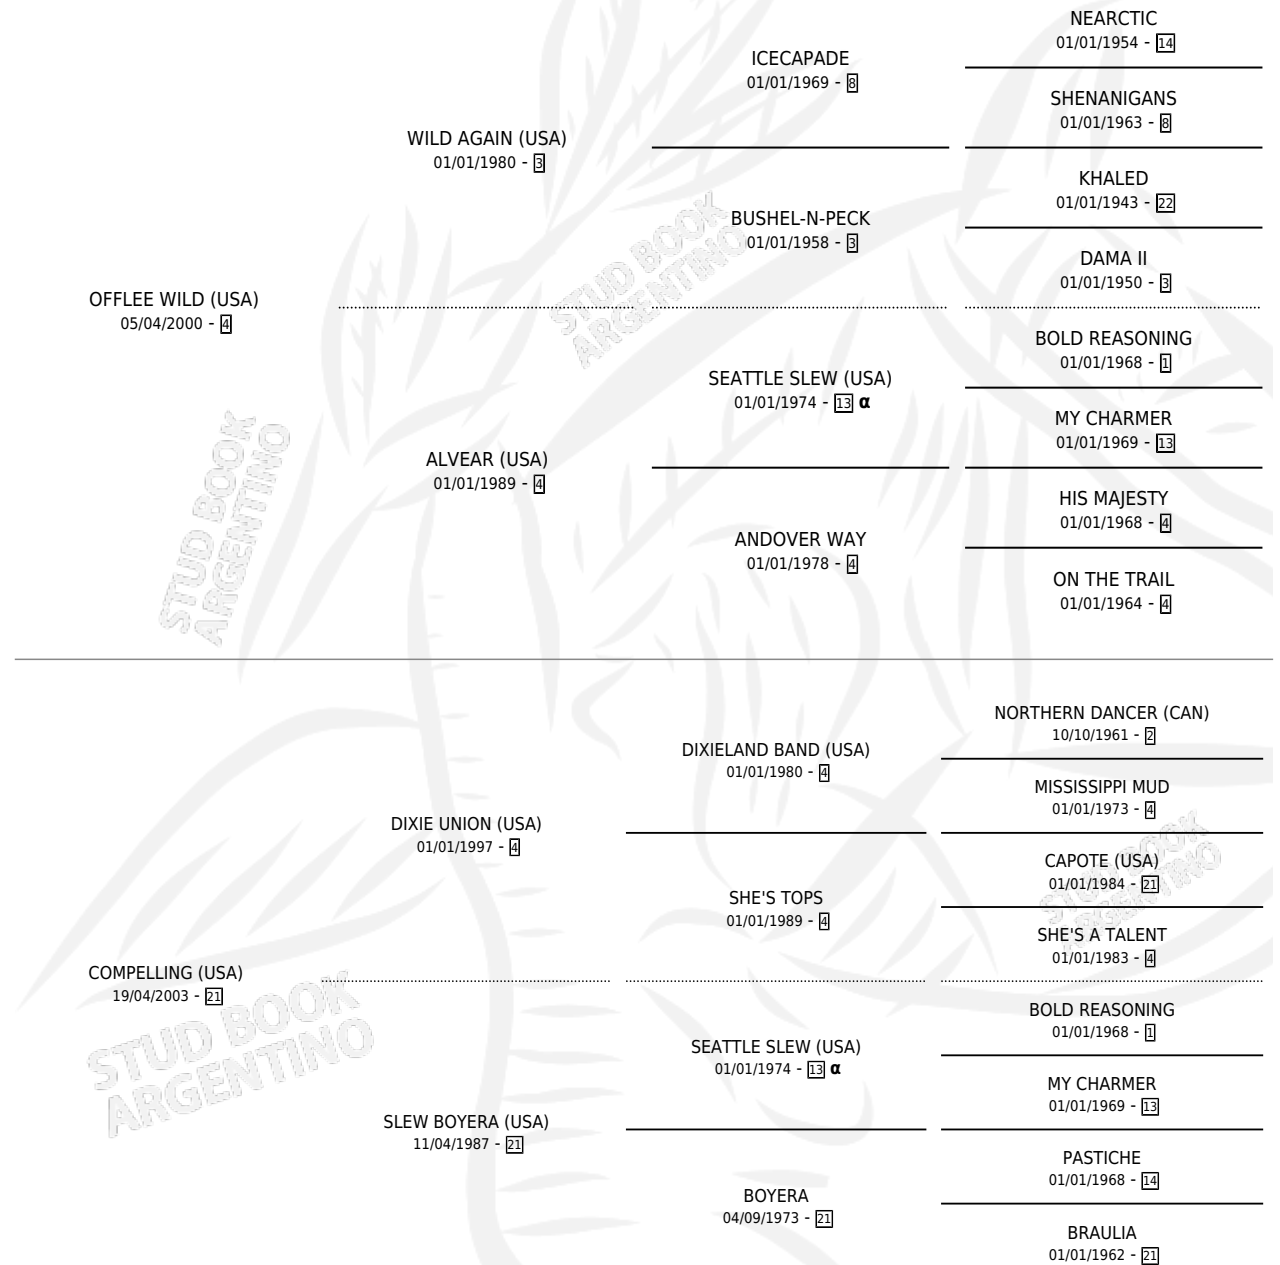 NEARCTIC
01/01/1954 - 14
ICECAPADE
01/01/1969 - 8
SHENANIGANS
01/01/1963 - 8
WILD AGAIN (USA)
01/01/1980 - 3
KHALED
01/01/1943 - 22
BUSHEL-N-PECK
01/01/1958 - 3
DAMA II
01/01/1950 - 3
OFFLEE WILD (USA)
05/04/2000 - 4
BOLD REASONING
01/01/1968 - 1
SEATTLE SLEW (USA)
01/01/1974 - 13 α
MY CHARMER
01/01/1969 - 13
ALVEAR (USA)
01/01/1989 - 4
HIS MAJESTY
01/01/1968 - 4
ANDOVER WAY
01/01/1978 - 4
ON THE TRAIL
01/01/1964 - 4
NORTHERN DANCER (CAN)
10/10/1961 - 2
DIXIELAND BAND (USA)
01/01/1980 - 4
MISSISSIPPI MUD
01/01/1973 - 4
DIXIE UNION (USA)
01/01/1997 - 4
CAPOTE (USA)
01/01/1984 - 21
SHE'S TOPS
01/01/1989 - 4
SHE'S A TALENT
01/01/1983 - 4
COMPELLING (USA)
19/04/2003 - 21
BOLD REASONING
01/01/1968 - 1
SEATTLE SLEW (USA)
01/01/1974 - 13 α
MY CHARMER
01/01/1969 - 13
SLEW BOYERA (USA)
11/04/1987 - 21
PASTICHE
01/01/1968 - 14
BOYERA
04/09/1973 - 21
BRAULIA
01/01/1962 - 21
STUD BOOK
ARGENTINO
STUD BOOK
ARGENTINO
STUD BOOK
ARGENTINO
STUD BOOK
ARGENTINO